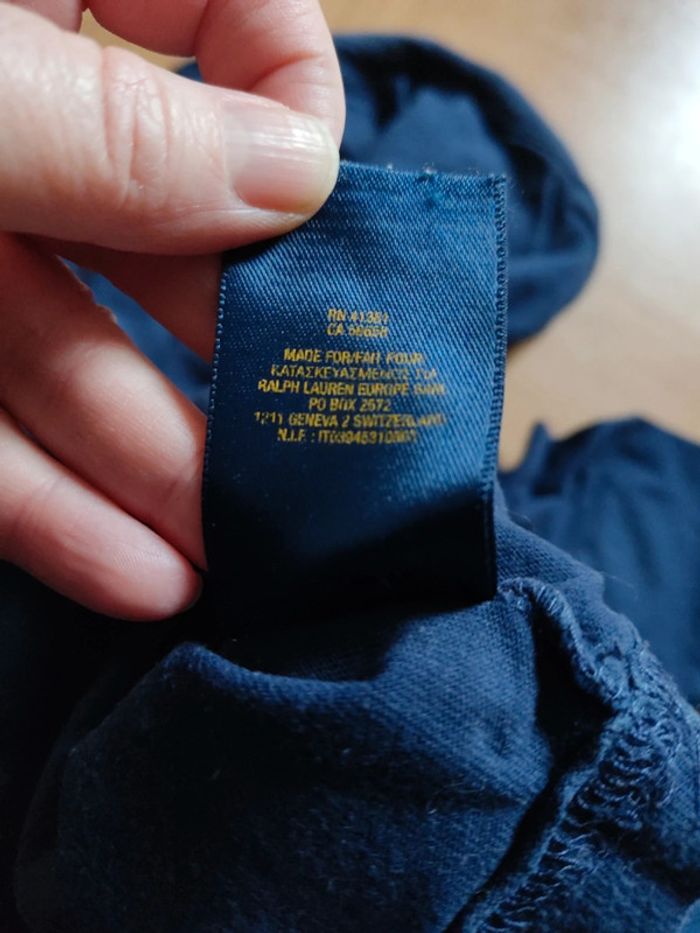 RN 41381
CA 56658
MADE FOR/FAIT POUR
ΚΑΤΑΣΚΕΥΑΣΜΕΝΟ ΓΙΑ
RALPH LAUREN EUROPE SARL
PO BOX 2572
1211 GENEVA 2 SWITZERLAND
N.I.F. :